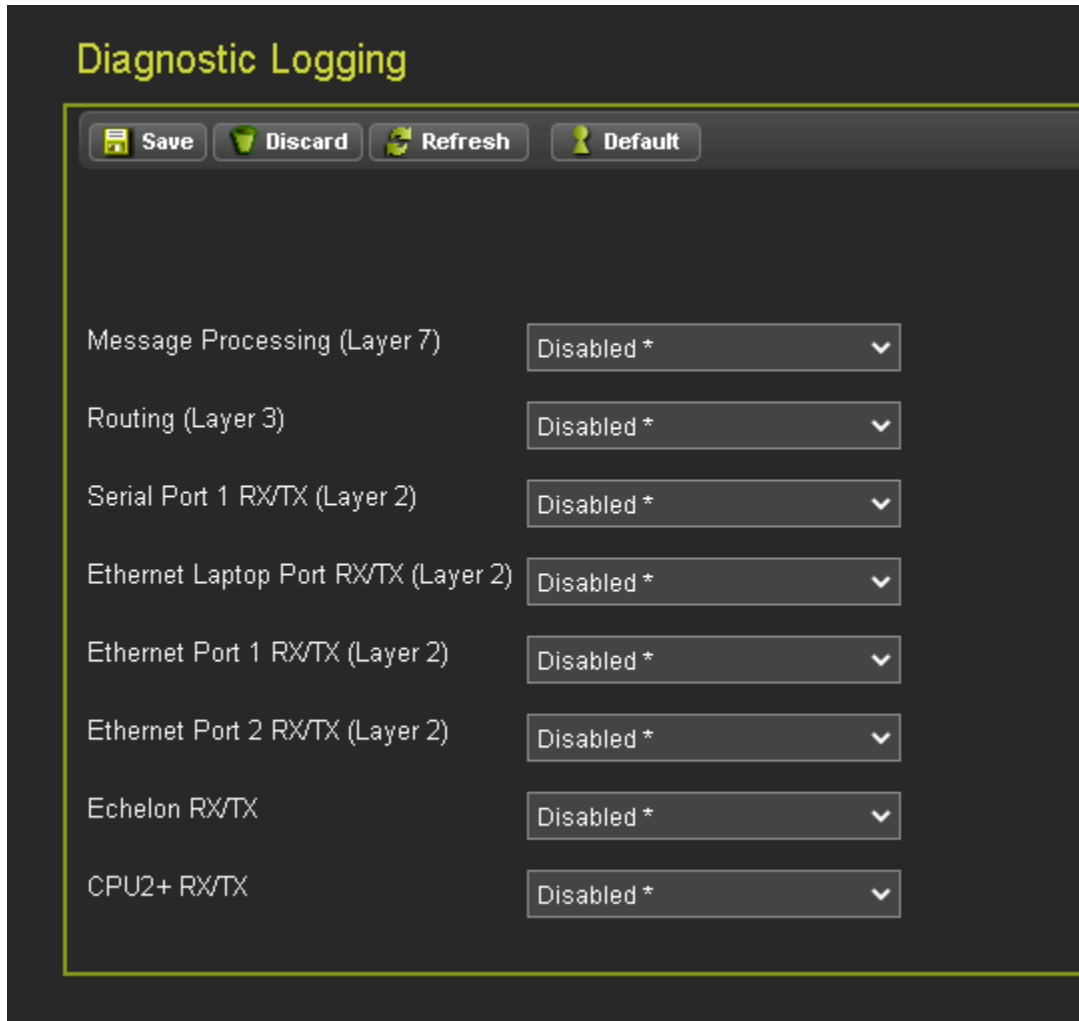 Diagnostic Logging
Save Discard Refresh Default
Message Processing (Layer 7) Disabled *
Routing (Layer 3) Disabled *
Serial Port 1 RX/TX (Layer 2) Disabled *
Ethernet Laptop Port RX/TX (Layer 2) Disabled *
Ethernet Port 1 RX/TX (Layer 2) Disabled *
Ethernet Port 2 RX/TX (Layer 2) Disabled *
Echelon RX/TX Disabled *
CPU2+ RX/TX Disabled *